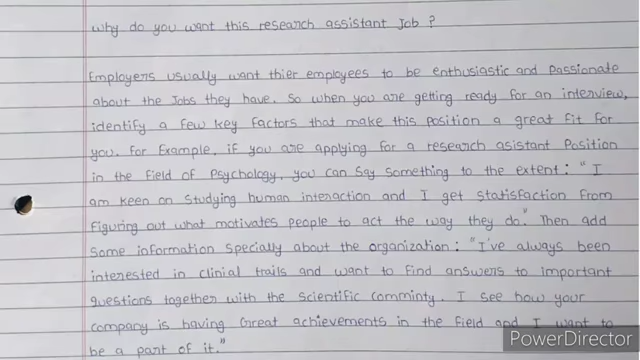 Why do you want this research assistant Job ?
Employers usually want thier employees to be enthusiastic and Passionate
about the Jobs they have. So when you are getting ready for an interview,
identify a few key factors that make this position a great fit for
you. For Example, if you are applying for a research asistant Position
in the field of Psychology, you can say something to the extent: "I
am keen on studying human interaction and I get statisfaction from
figuring out what motivates people to act the way they do." Then add
some information specially about the organization: "I've always been
interested in clinial trails and want to find answers to important
questions together with the scientific comminty. I see how your
company is having Great achievements in the field and I want to
be a part of it."
PowerDirector